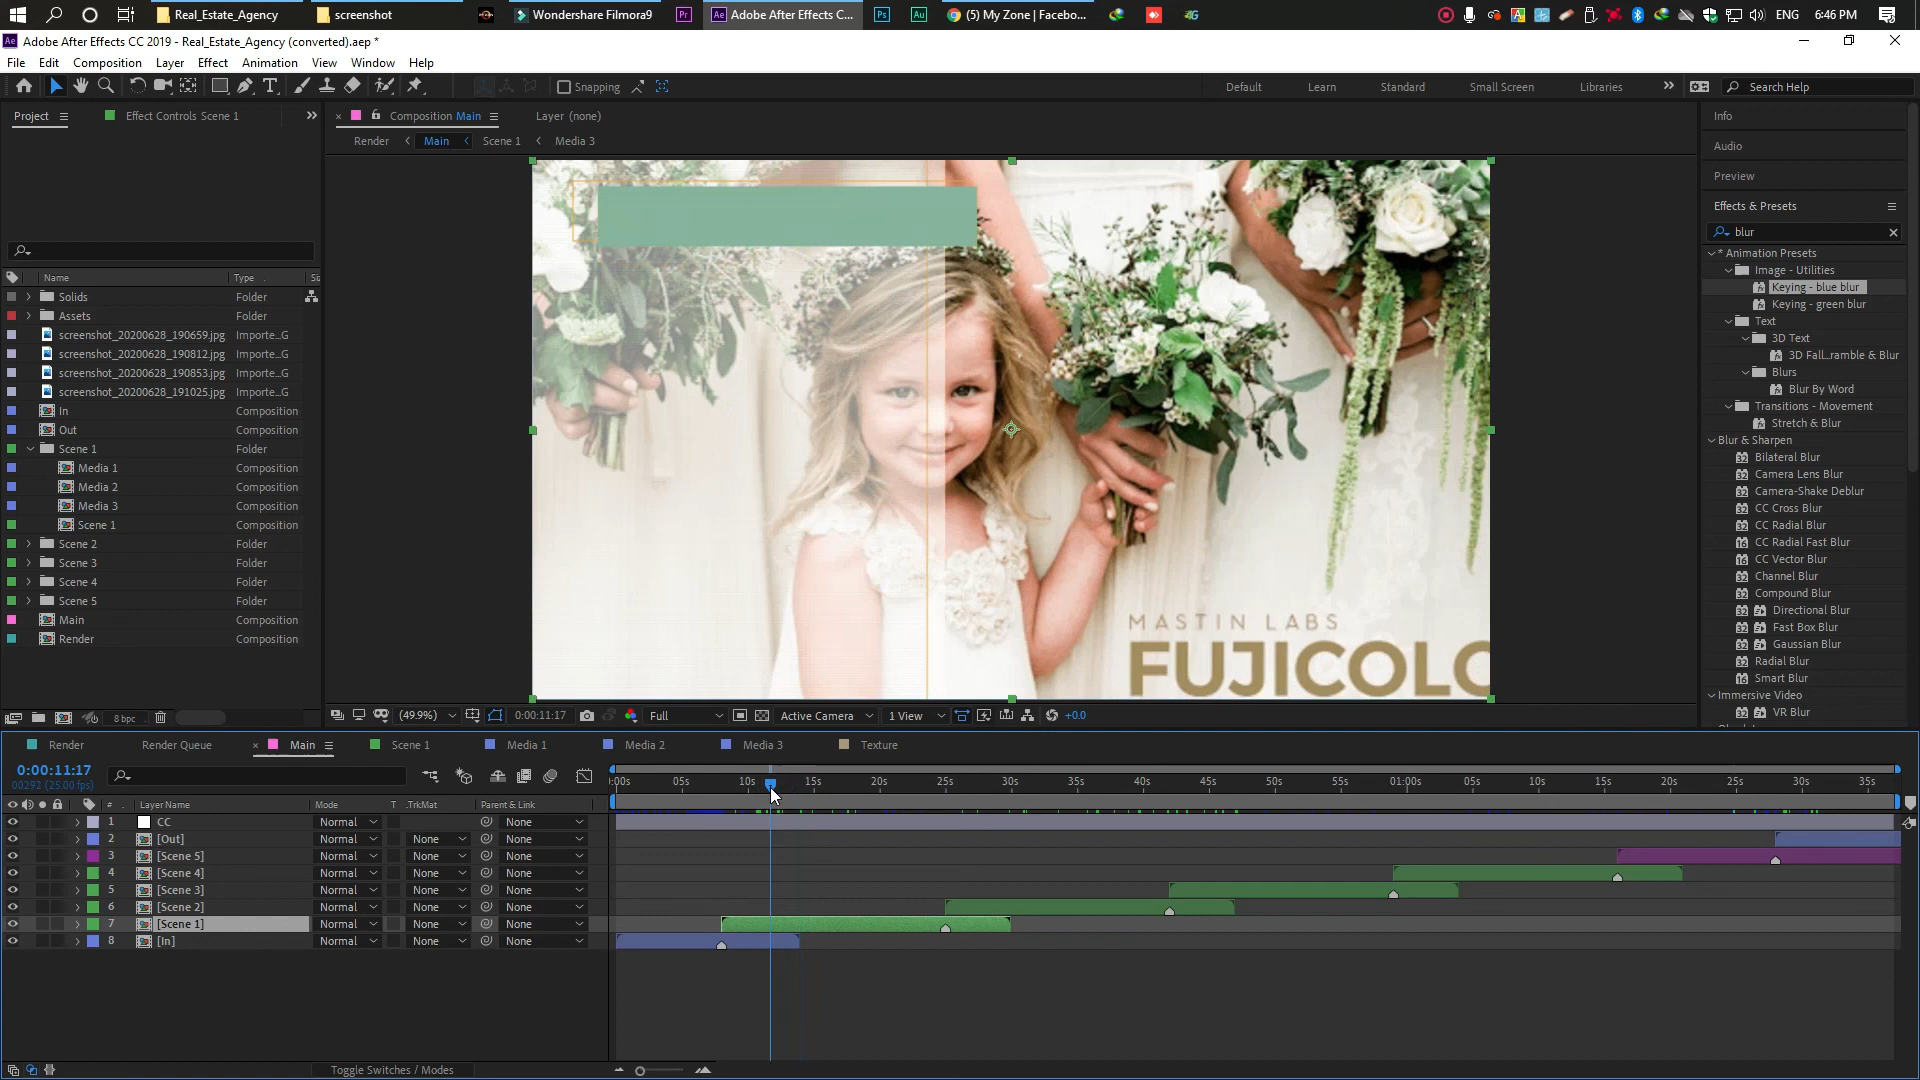 Real_Estate_Agency
screenshot
Wondershare Filmora9
Adobe After Effects C...
(5) My Zone | Facebo...
ENG
6:46 PM
Adobe After Effects CC 2019 - Real_Estate_Agency (converted).aep *
File Edit Composition Layer Effect Animation View Window Help
Snapping
Default Learn Standard Small Screen Libraries
Search Help
Project
Effect Controls Scene 1
Composition Main
Layer (none)
Render Main Scene 1 Media 3
Name Type Siz
Solids Folder
Assets Folder
screenshot_20200628_190659.jpg Importe...G
screenshot_20200628_190812.jpg Importe...G
screenshot_20200628_190853.jpg Importe...G
screenshot_20200628_191025.jpg Importe...G
In Composition
Out Composition
Scene 1 Folder
Media 1 Composition
Media 2 Composition
Media 3 Composition
Scene 1 Composition
Scene 2 Folder
Scene 3 Folder
Scene 4 Folder
Scene 5 Folder
Main Composition
Render Composition
8 bpc
MASTIN LABS
FUJICOLO
(49.9%) 0:00:11:17 Full Active Camera 1 View +0.0
Info
Audio
Preview
Effects & Presets
blur
* Animation Presets
Image - Utilities
Keying - blue blur
Keying - green blur
Text
3D Text
3D Fall...ramble & Blur
Blurs
Blur By Word
Transitions - Movement
Stretch & Blur
Blur & Sharpen
Bilateral Blur
Camera Lens Blur
Camera-Shake Deblur
CC Cross Blur
CC Radial Blur
CC Radial Fast Blur
CC Vector Blur
Channel Blur
Compound Blur
Directional Blur
Fast Box Blur
Gaussian Blur
Radial Blur
Smart Blur
Immersive Video
VR Blur
Render Render Queue Main Scene 1 Media 1 Media 2 Media 3 Texture
0:00:11:17
00292 (25.00 fps)
:00s 05s 10s 15s 20s 25s 30s 35s 40s 45s 50s 55s 01:00s 05s 10s 15s 20s 25s 30s 35s
# Layer Name Mode T .TrkMat Parent & Link
1 CC Normal None
2 [Out] Normal None None
3 [Scene 5] Normal None None
4 [Scene 4] Normal None None
5 [Scene 3] Normal None None
6 [Scene 2] Normal None None
7 [Scene 1] Normal None None
8 [In] Normal None None
Toggle Switches / Modes